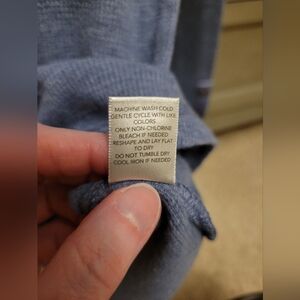 MACHINE WASH COLD
GENTLE CYCLE WITH LIKE
COLORS
ONLY NON-CHLORINE
BLEACH IF NEEDED
RESHAPE AND LAY FLAT
TO DRY
DO NOT TUMBLE DRY
COOL IRON IF NEEDED